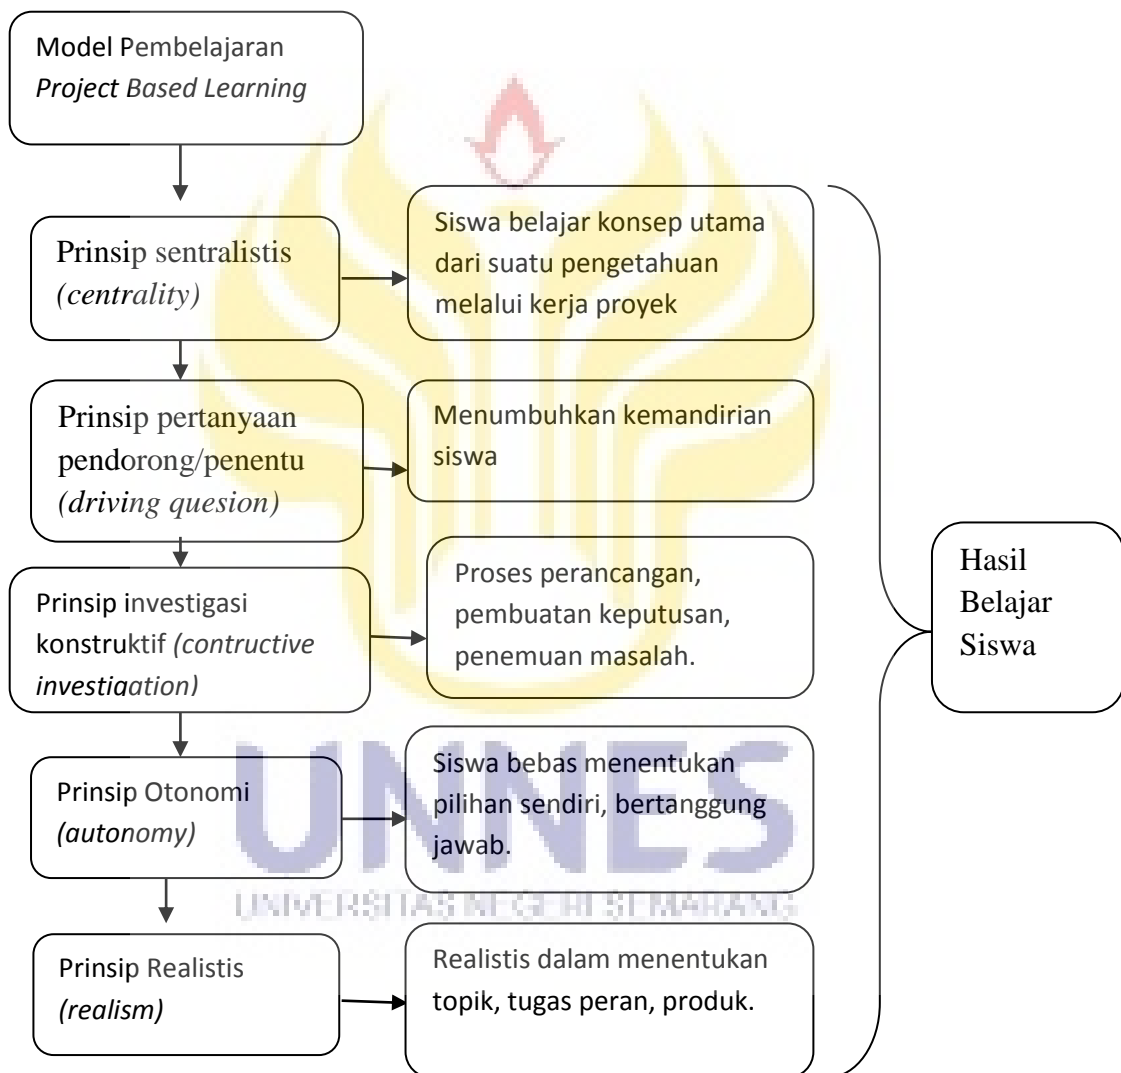 Model Pembelajaran
Project Based Learning
Prinsip sentralistis
(centrality)
Siswa belajar konsep utama
dari suatu pengetahuan
melalui kerja proyek
Prinsip pertanyaan
pendorong/penentu
(driving quesion)
Menumbuhkan kemandirian
siswa
Prinsip investigasi
konstruktif (contructive
investigation)
Proses perancangan,
pembuatan keputusan,
penemuan masalah.
Prinsip Otonomi
(autonomy)
Siswa bebas menentukan
pilihan sendiri, bertanggung
jawab.
Prinsip Realistis
(realism)
Realistis dalam menentukan
topik, tugas peran, produk.
Hasil
Belajar
Siswa
UNNES
UNIVERSITAS NEGERI SEMARANG